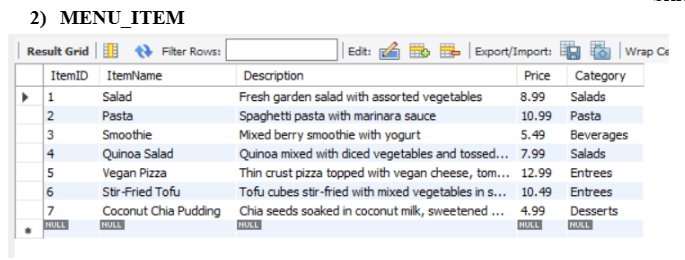 2) MENU_ITEM
Result Grid Filter Rows: Edit: Export/Import: Wrap Ce
ItemID ItemName Description Price Category
1 Salad Fresh garden salad with assorted vegetables 8.99 Salads
2 Pasta Spaghetti pasta with marinara sauce 10.99 Pasta
3 Smoothie Mixed berry smoothie with yogurt 5.49 Beverages
4 Quinoa Salad Quinoa mixed with diced vegetables and tossed... 7.99 Salads
5 Vegan Pizza Thin crust pizza topped with vegan cheese, tom... 12.99 Entrees
6 Stir-Fried Tofu Tofu cubes stir-fried with mixed vegetables in s... 10.49 Entrees
7 Coconut Chia Pudding Chia seeds soaked in coconut milk, sweetened ... 4.99 Desserts
NULL NULL NULL NULL NULL